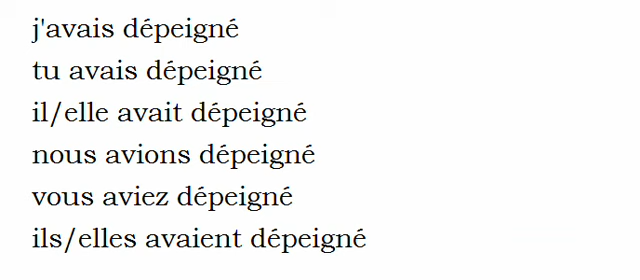 j'avais dépeigné
tu avais dépeigné
il/elle avait dépeigné
nous avions dépeigné
vous aviez dépeigné
ils/elles avaient dépeigné